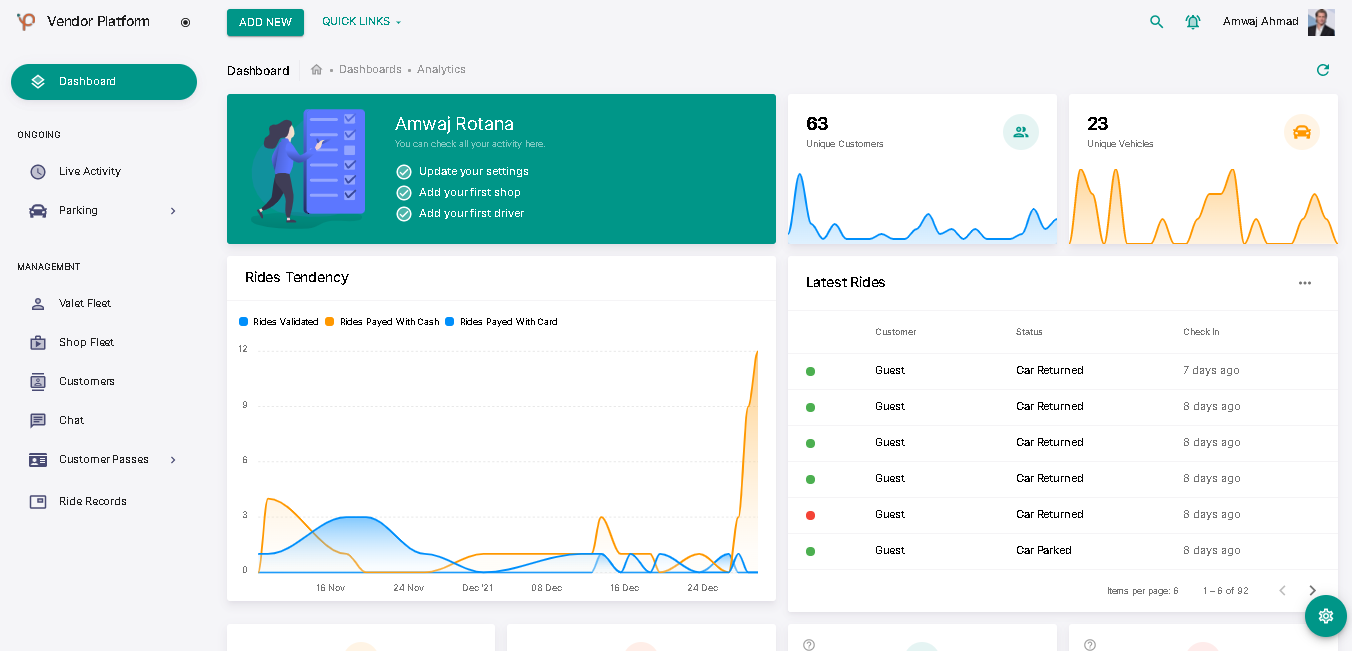 Vendor Platform
ADD NEW
QUICK LINKS
Amwaj Ahmad
Dashboard
Dashboard
Dashboards
Analytics
ONGOING
Live Activity
Parking
MANAGEMENT
Valet Fleet
Shop Fleet
Customers
Chat
Customer Passes
Ride Records
Amwaj Rotana
You can check all your activity here.
Update your settings
Add your first shop
Add your first driver
63
Unique Customers
23
Unique Vehicles
Rides Tendency
Rides Validated Rides Payed With Cash Rides Payed With Card
12
9
6
3
0
16 Nov 24 Nov Dec '21 08 Dec 16 Dec 24 Dec
Latest Rides
Customer Status Check In
Guest Car Returned 7 days ago
Guest Car Returned 8 days ago
Guest Car Returned 8 days ago
Guest Car Returned 8 days ago
Guest Car Returned 8 days ago
Guest Car Parked 8 days ago
Items per page: 6 1 – 6 of 92